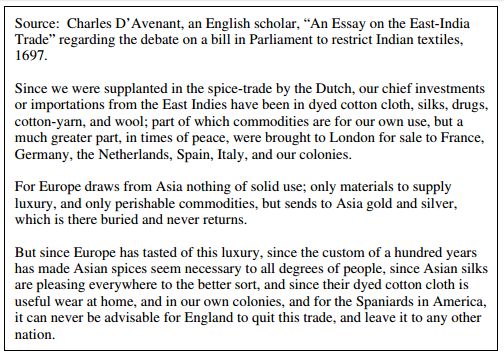 Source:  Charles D’Avenant, an English scholar, “An Essay on the East-India
Trade” regarding the debate on a bill in Parliament to restrict Indian textiles,
1697.
Since we were supplanted in the spice-trade by the Dutch, our chief investments
or importations from the East Indies have been in dyed cotton cloth, silks, drugs,
cotton-yarn, and wool; part of which commodities are for our own use, but a
much greater part, in times of peace, were brought to London for sale to France,
Germany, the Netherlands, Spain, Italy, and our colonies.
For Europe draws from Asia nothing of solid use; only materials to supply
luxury, and only perishable commodities, but sends to Asia gold and silver,
which is there buried and never returns.
But since Europe has tasted of this luxury, since the custom of a hundred years
has made Asian spices seem necessary to all degrees of people, since Asian silks
are pleasing everywhere to the better sort, and since their dyed cotton cloth is
useful wear at home, and in our own colonies, and for the Spaniards in America,
it can never be advisable for England to quit this trade, and leave it to any other
nation.